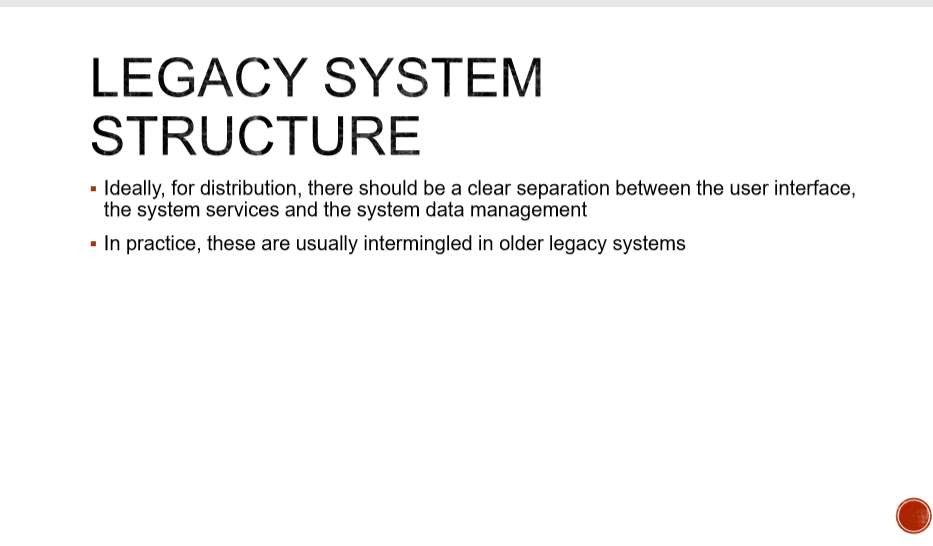 LEGACY SYSTEM
STRUCTURE
▪ Ideally, for distribution, there should be a clear separation between the user interface,
the system services and the system data management
▪ In practice, these are usually intermingled in older legacy systems